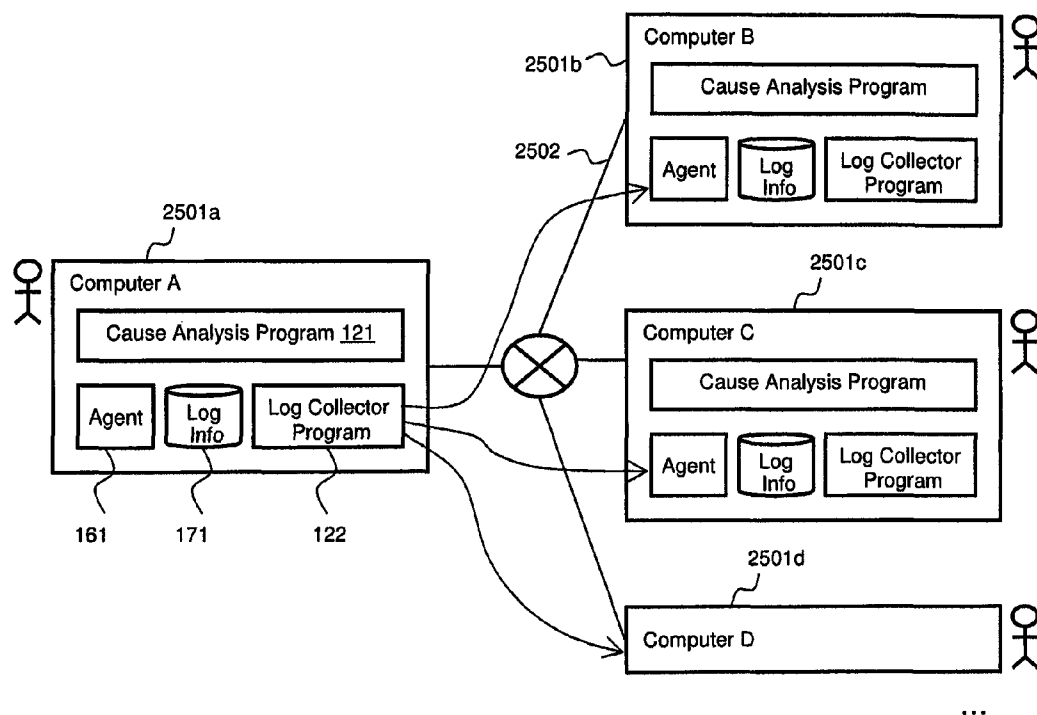 Computer B
2501b
Cause Analysis Program
2502
Agent
Log
Info
Log Collector
Program
2501a
Computer A
Cause Analysis Program 121
Agent
Log
Info
Log Collector
Program
161
171
122
2501c
Computer C
Cause Analysis Program
Agent
Log
Info
Log Collector
Program
2501d
Computer D
...